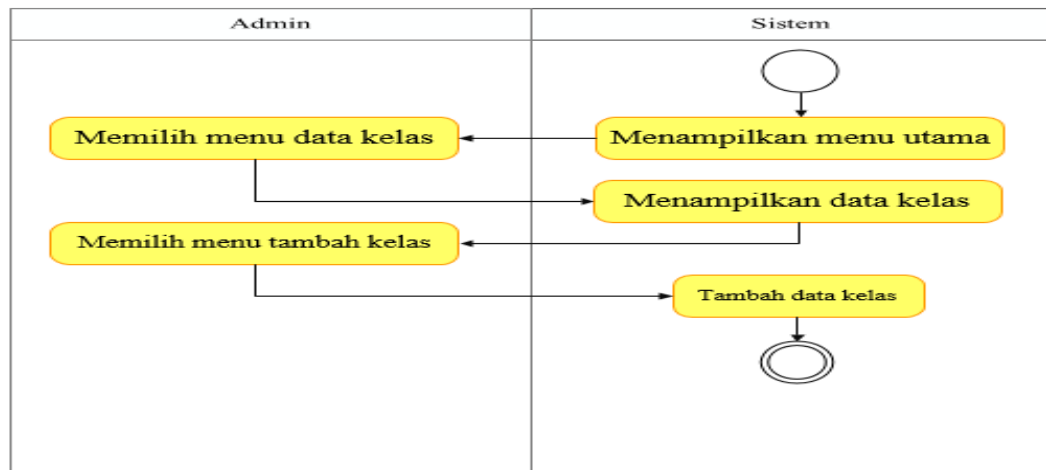 Admin
Sistem
Menampilkan menu utama
Memilih menu data kelas
Menampilkan data kelas
Memilih menu tambah kelas
Tambah data kelas